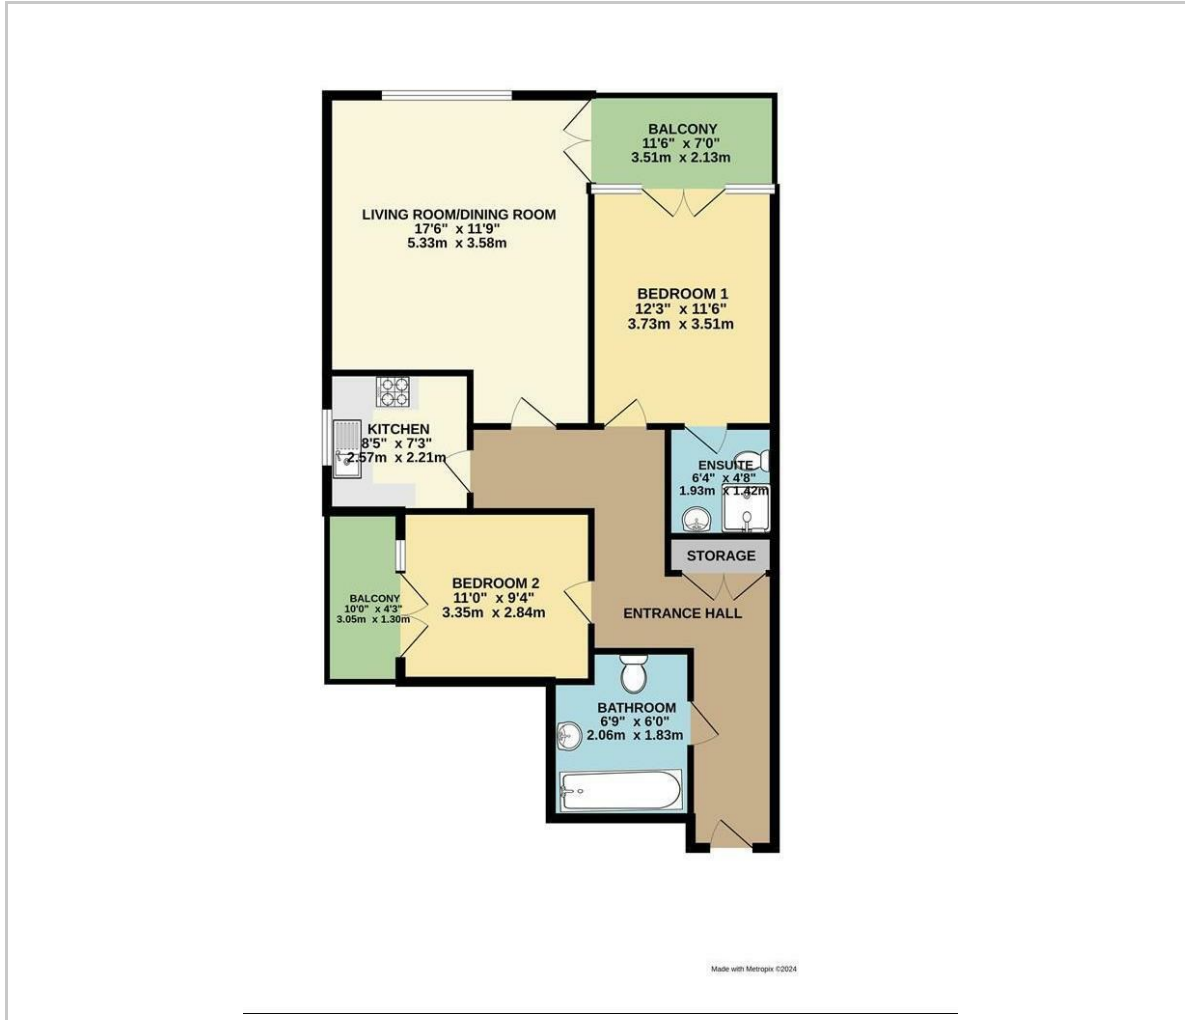 BALCONY
11'6" x 7'0"
3.51m x 2.13m
LIVING ROOM/DINING ROOM
17'6" x 11'9"
5.33m x 3.58m
BEDROOM 1
12'3" x 11'6"
3.73m x 3.51m
KITCHEN
8'5" x 7'3"
2.57m x 2.21m
ENSUITE
6'4" x 4'8"
1.93m x 1.42m
STORAGE
BEDROOM 2
11'0" x 9'4"
3.35m x 2.84m
BALCONY
10'0" x 4'3"
3.05m x 1.30m
ENTRANCE HALL
BATHROOM
6'9" x 6'0"
2.06m x 1.83m
Made with Metropix ©2024